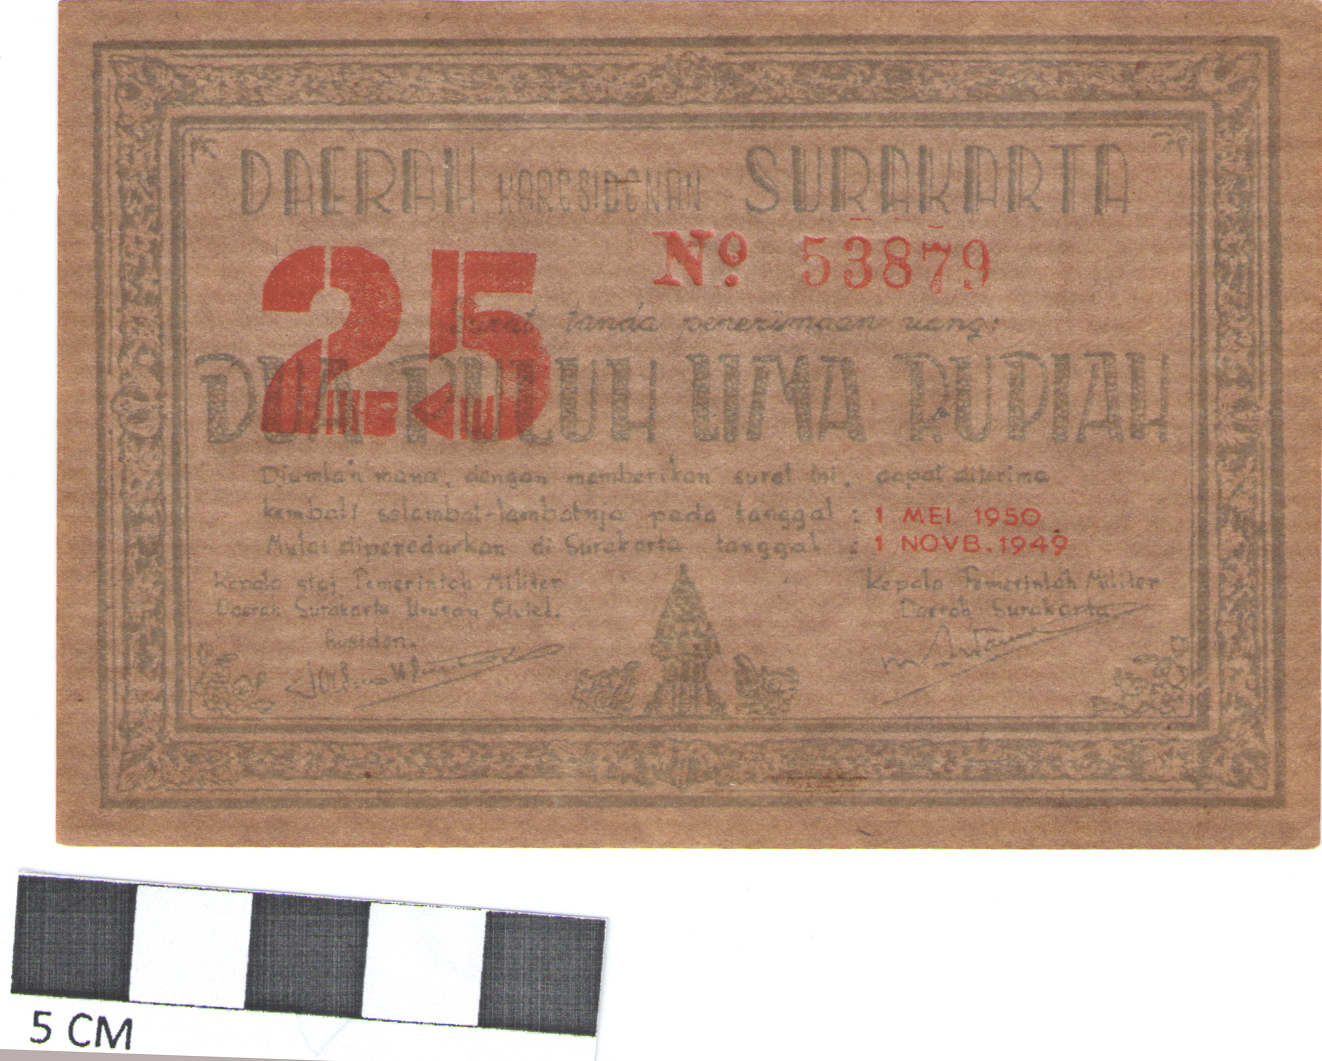 DAERAH KARESIDENAN SURAKARTA
25 Nº 53879
Surat tanda penerimaan uang:
DUA PULUH LIMA RUPIAH
Djumlah mana, dengan memberikan surat ini, dapat diterima
kembali selambat-lambatnja pada tanggal : 1 MEI 1950
Mulai diperedarkan di Surakarta tanggal : 1 NOVB. 1949
Kepala staf Pemerintah Militer
Daerah Surakarta Urusan Civiel.
Kepala Pemerintah Militer
Daerah Surakarta
5 CM